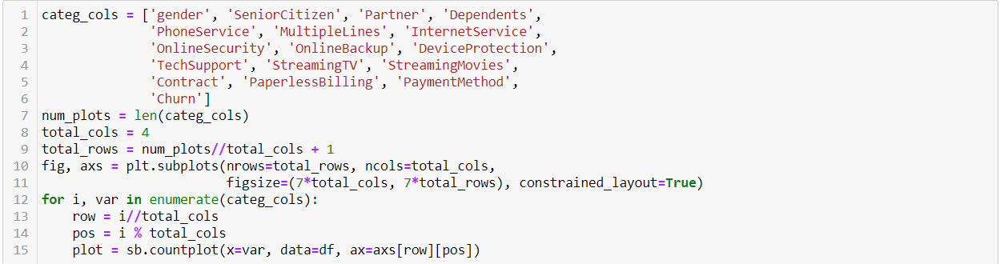 1 categ_cols = ['gender', 'SeniorCitizen', 'Partner', 'Dependents',
2 'PhoneService', 'MultipleLines', 'InternetService',
3 'OnlineSecurity', 'OnlineBackup', 'DeviceProtection',
4 'TechSupport', 'StreamingTV', 'StreamingMovies',
5 'Contract', 'PaperlessBilling', 'PaymentMethod',
6 'Churn']
7 num_plots = len(categ_cols)
8 total_cols = 4
9 total_rows = num_plots//total_cols + 1
10 fig, axs = plt.subplots(nrows=total_rows, ncols=total_cols,
11 figsize=(7*total_cols, 7*total_rows), constrained_layout=True)
12 for i, var in enumerate(categ_cols):
13 row = i//total_cols
14 pos = i % total_cols
15 plot = sb.countplot(x=var, data=df, ax=axs[row][pos])